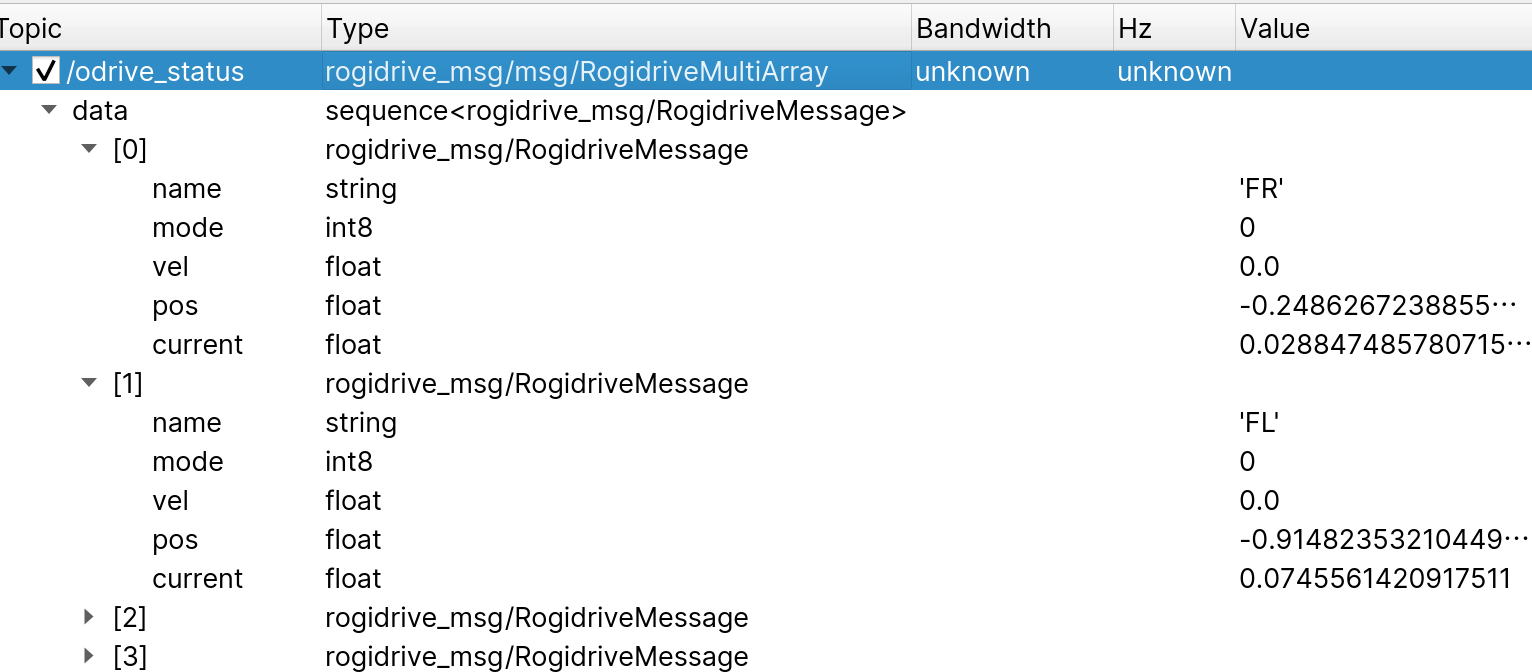 Topic Type Bandwidth Hz Value
/odrive_status rogidrive_msg/msg/RogidriveMultiArray unknown unknown
data sequence<rogidrive_msg/RogidriveMessage>
[0] rogidrive_msg/RogidriveMessage
name string 'FR'
mode int8 0
vel float 0.0
pos float -0.2486267238855…
current float 0.028847485780715…
[1] rogidrive_msg/RogidriveMessage
name string 'FL'
mode int8 0
vel float 0.0
pos float -0.91482353210449…
current float 0.0745561420917511
[2] rogidrive_msg/RogidriveMessage
[3] rogidrive_msg/RogidriveMessage